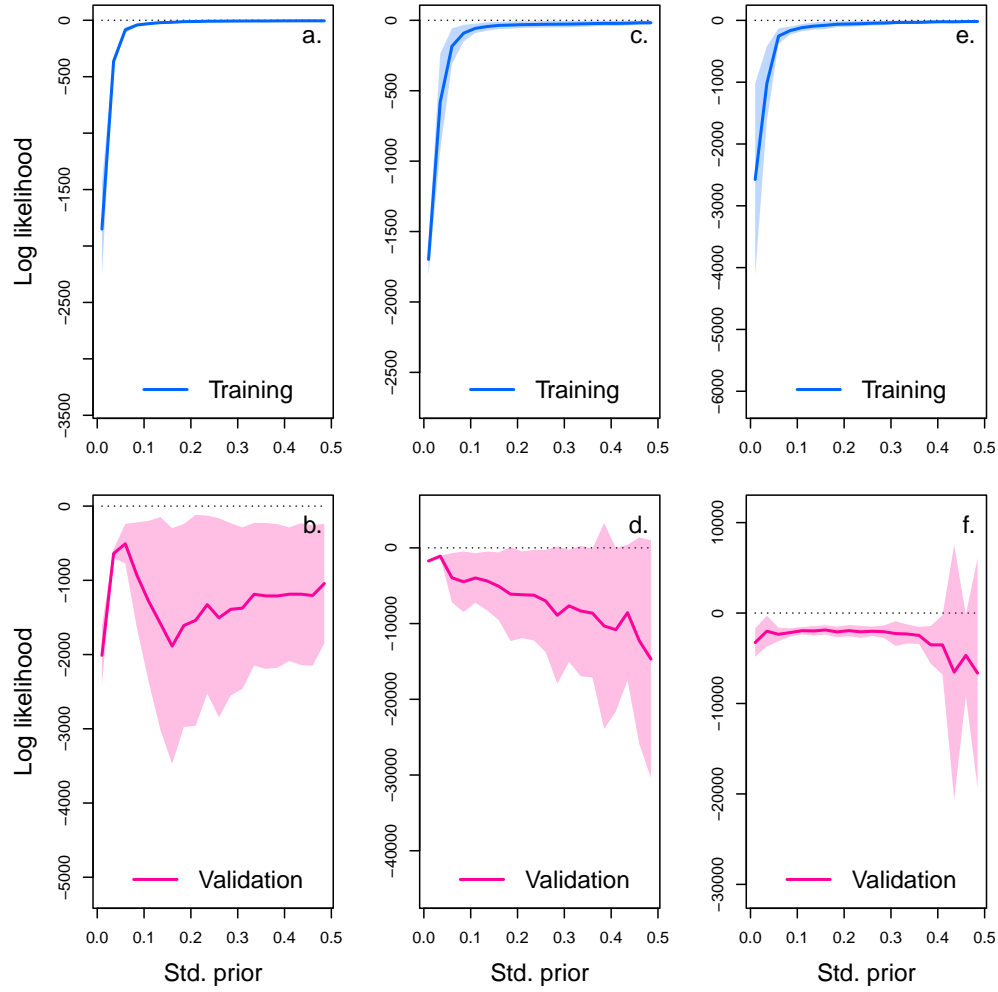 a.
c.
e.
Log likelihood
0
−500
−1500
−2500
−3500
0
−500
−1000
−1500
−2000
−2500
0
−1000
−2000
−3000
−4000
−5000
−6000
Training
Training
Training
0.0 0.1 0.2 0.3 0.4 0.5
0.0 0.1 0.2 0.3 0.4 0.5
0.0 0.1 0.2 0.3 0.4 0.5
b.
d.
f.
Log likelihood
0
−1000
−2000
−3000
−4000
−5000
0
−10000
−20000
−30000
−40000
10000
0
−10000
−20000
−30000
Validation
Validation
Validation
0.0 0.1 0.2 0.3 0.4 0.5
0.0 0.1 0.2 0.3 0.4 0.5
0.0 0.1 0.2 0.3 0.4 0.5
Std. prior
Std. prior
Std. prior